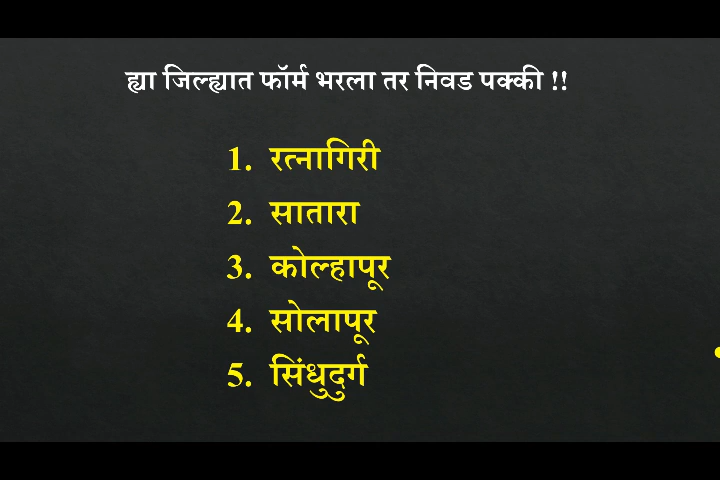 ह्या जिल्ह्यात फॉर्म भरला तर निवड पक्की !!
1. रत्नागिरी
2. सातारा
3. कोल्हापूर
4. सोलापूर
5. सिंधुदुर्ग